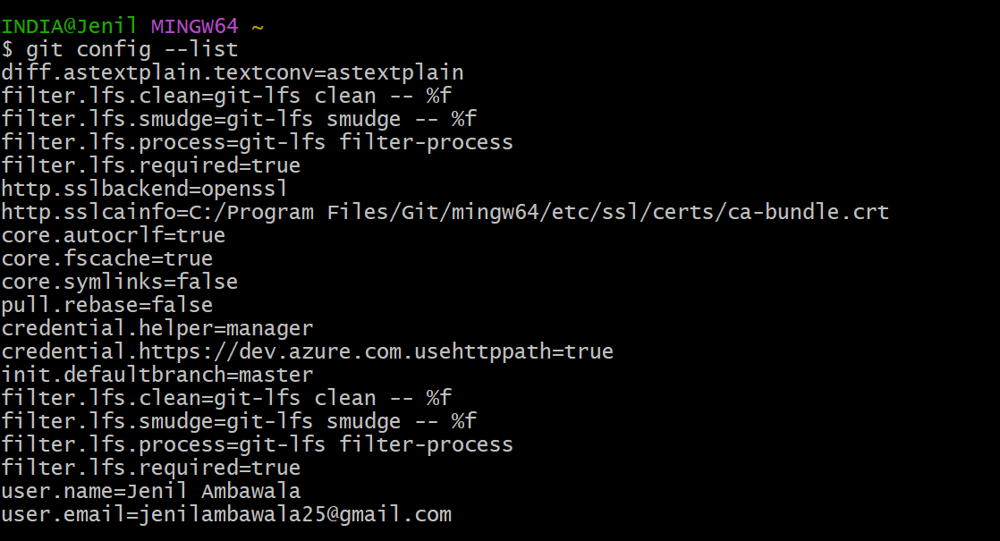 INDIA@Jenil MINGW64 ~
$ git config --list
diff.astextplain.textconv=astextplain
filter.lfs.clean=git-lfs clean -- %f
filter.lfs.smudge=git-lfs smudge -- %f
filter.lfs.process=git-lfs filter-process
filter.lfs.required=true
http.sslbackend=openssl
http.sslcainfo=C:/Program Files/Git/mingw64/etc/ssl/certs/ca-bundle.crt
core.autocrlf=true
core.fscache=true
core.symlinks=false
pull.rebase=false
credential.helper=manager
credential.https://dev.azure.com.usehttppath=true
init.defaultbranch=master
filter.lfs.clean=git-lfs clean -- %f
filter.lfs.smudge=git-lfs smudge -- %f
filter.lfs.process=git-lfs filter-process
filter.lfs.required=true
user.name=Jenil Ambawala
user.email=jenilambawala25@gmail.com